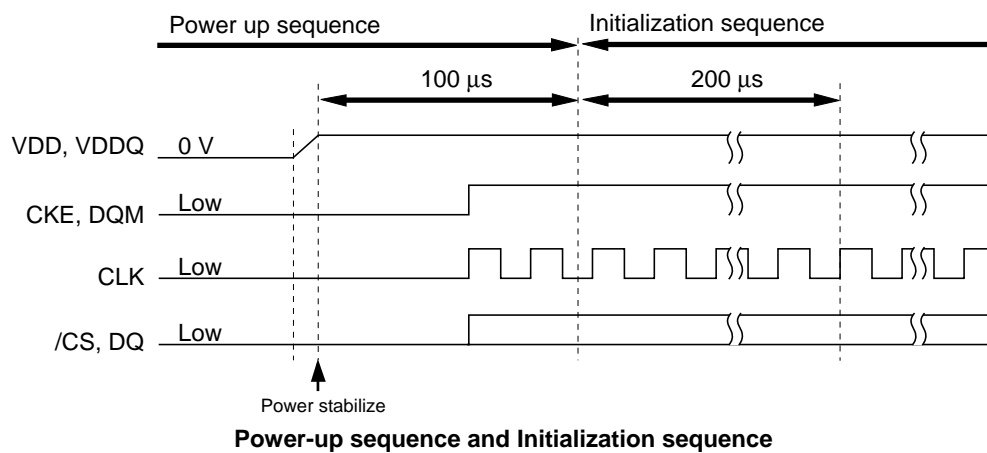 Power up sequence
Initialization sequence
100 μs
200 μs
VDD, VDDQ
0 V
CKE, DQM
Low
CLK
Low
/CS, DQ
Low
Power stabilize
Power-up sequence and Initialization sequence